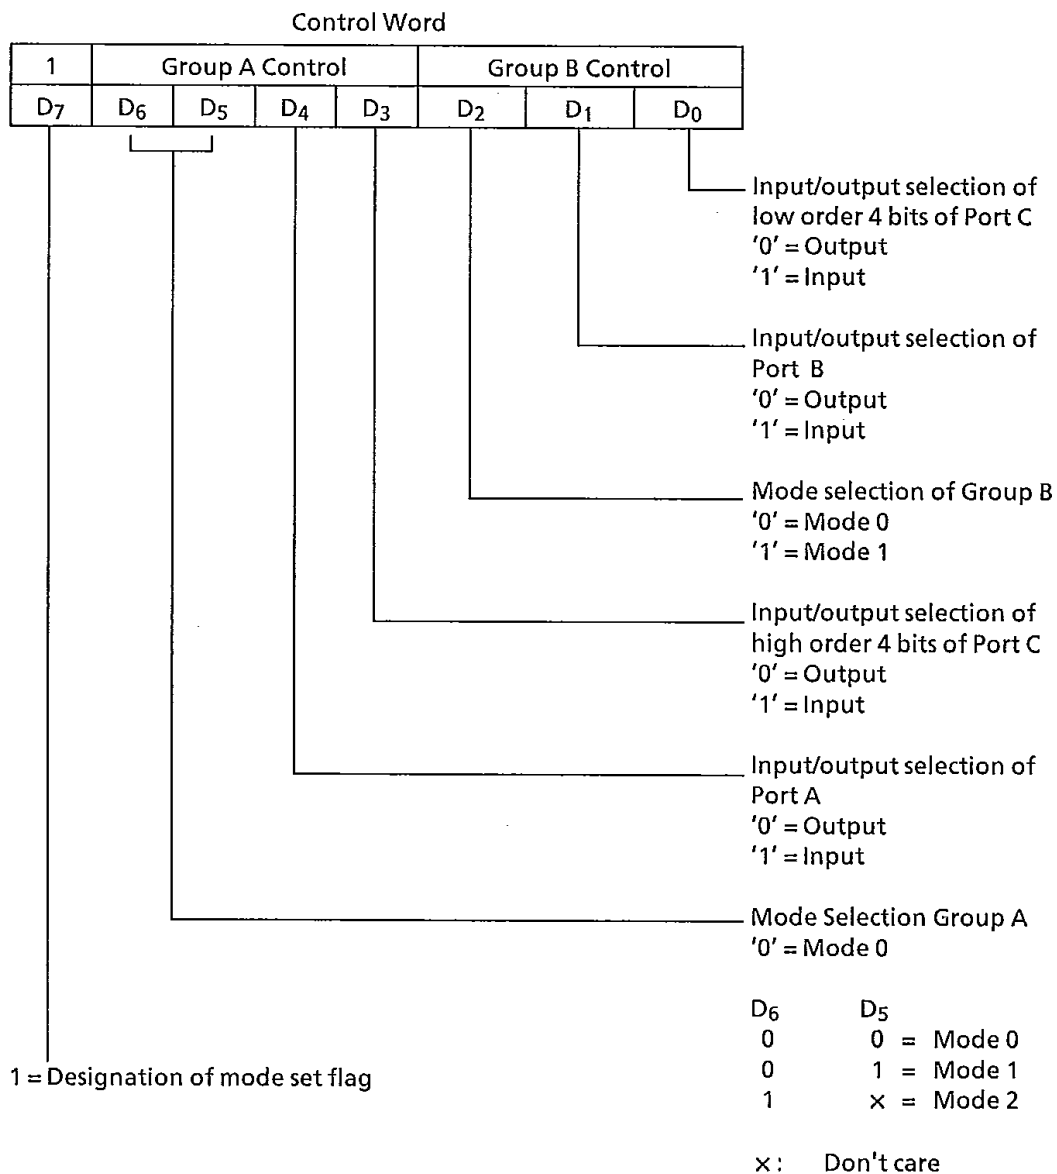 Control Word
1 Group A Control Group B Control
D7 D6 D5 D4 D3 D2 D1 D0
Input/output selection of
low order 4 bits of Port C
'0' = Output
'1' = Input
Input/output selection of
Port B
'0' = Output
'1' = Input
Mode selection of Group B
'0' = Mode 0
'1' = Mode 1
Input/output selection of
high order 4 bits of Port C
'0' = Output
'1' = Input
Input/output selection of
Port A
'0' = Output
'1' = Input
Mode Selection Group A
'0' = Mode 0
D6 D5
0 0 = Mode 0
0 1 = Mode 1
1 × = Mode 2
1 = Designation of mode set flag
×: Don't care